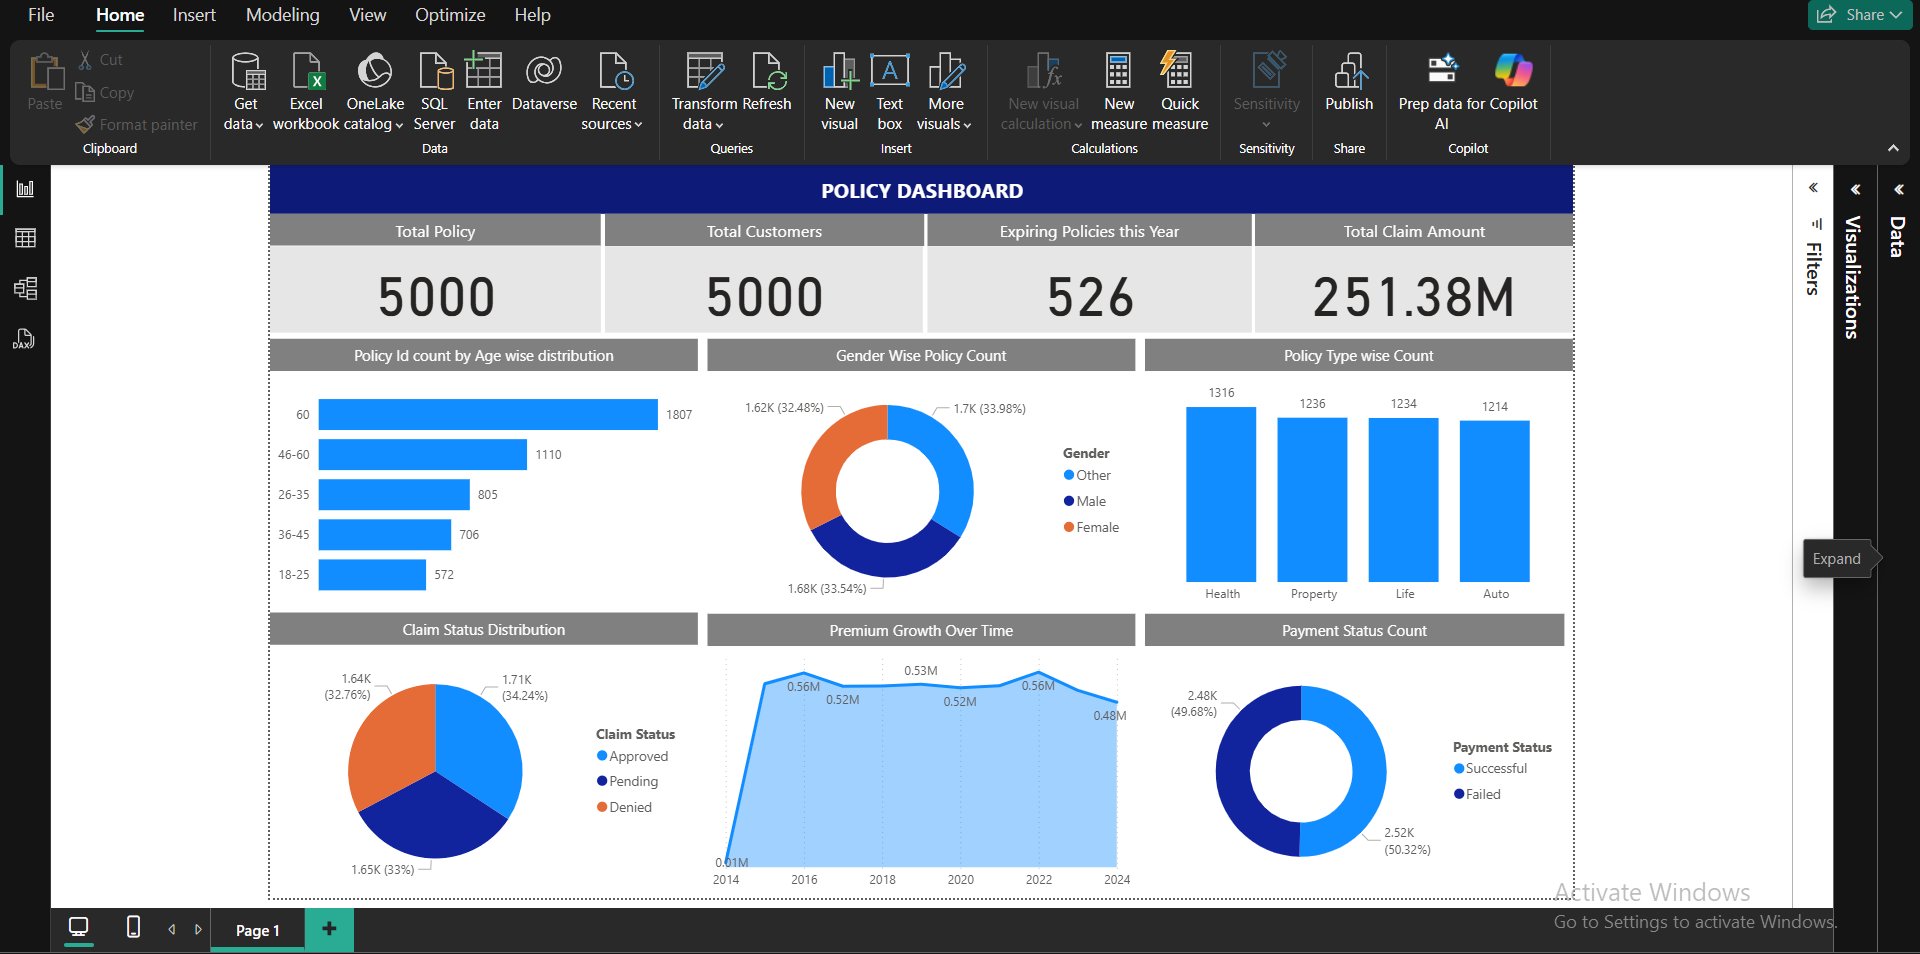 File Home Insert Modeling View Optimize Help
Share
Paste
Cut
Copy
Format painter
Clipboard
Get data
Excel workbook
OneLake catalog
SQL Server
Enter data
Dataverse
Recent sources
Data
Transform data
Refresh
Queries
New visual
Text box
More visuals
Insert
New visual calculation
New measure
Quick measure
Calculations
Sensitivity
Sensitivity
Publish
Share
Prep data for AI
Copilot
Copilot
POLICY DASHBOARD
Total Policy
5000
Total Customers
5000
Expiring Policies this Year
526
Total Claim Amount
251.38M
Policy Id count by Age wise distribution
60 1807
46-60 1110
26-35 805
36-45 706
18-25 572
Gender Wise Policy Count
1.62K (32.48%)
1.7K (33.98%)
1.68K (33.54%)
Gender
Other
Male
Female
Policy Type wise Count
1316 1236 1234 1214
Health Property Life Auto
Claim Status Distribution
1.64K
(32.76%)
1.71K
(34.24%)
1.65K (33%)
Claim Status
Approved
Pending
Denied
Premium Growth Over Time
0.01M 0.56M 0.52M 0.53M 0.52M 0.56M 0.48M
2014 2016 2018 2020 2022 2024
Payment Status Count
2.48K
(49.68%)
2.52K
(50.32%)
Payment Status
Successful
Failed
Filters
Visualizations
Data
Expand
Activate Windows
Go to Settings to activate Windows.
Page 1
DAX